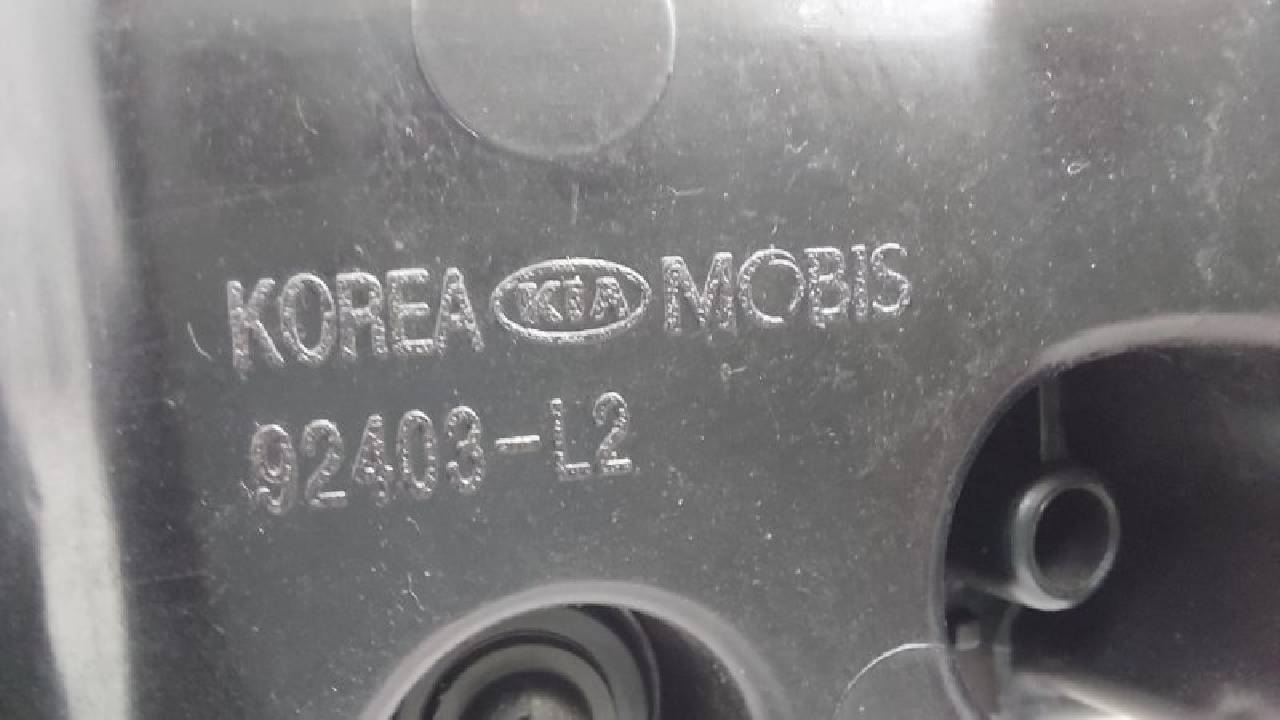 KOREA KIA MOBIS
92403-L2